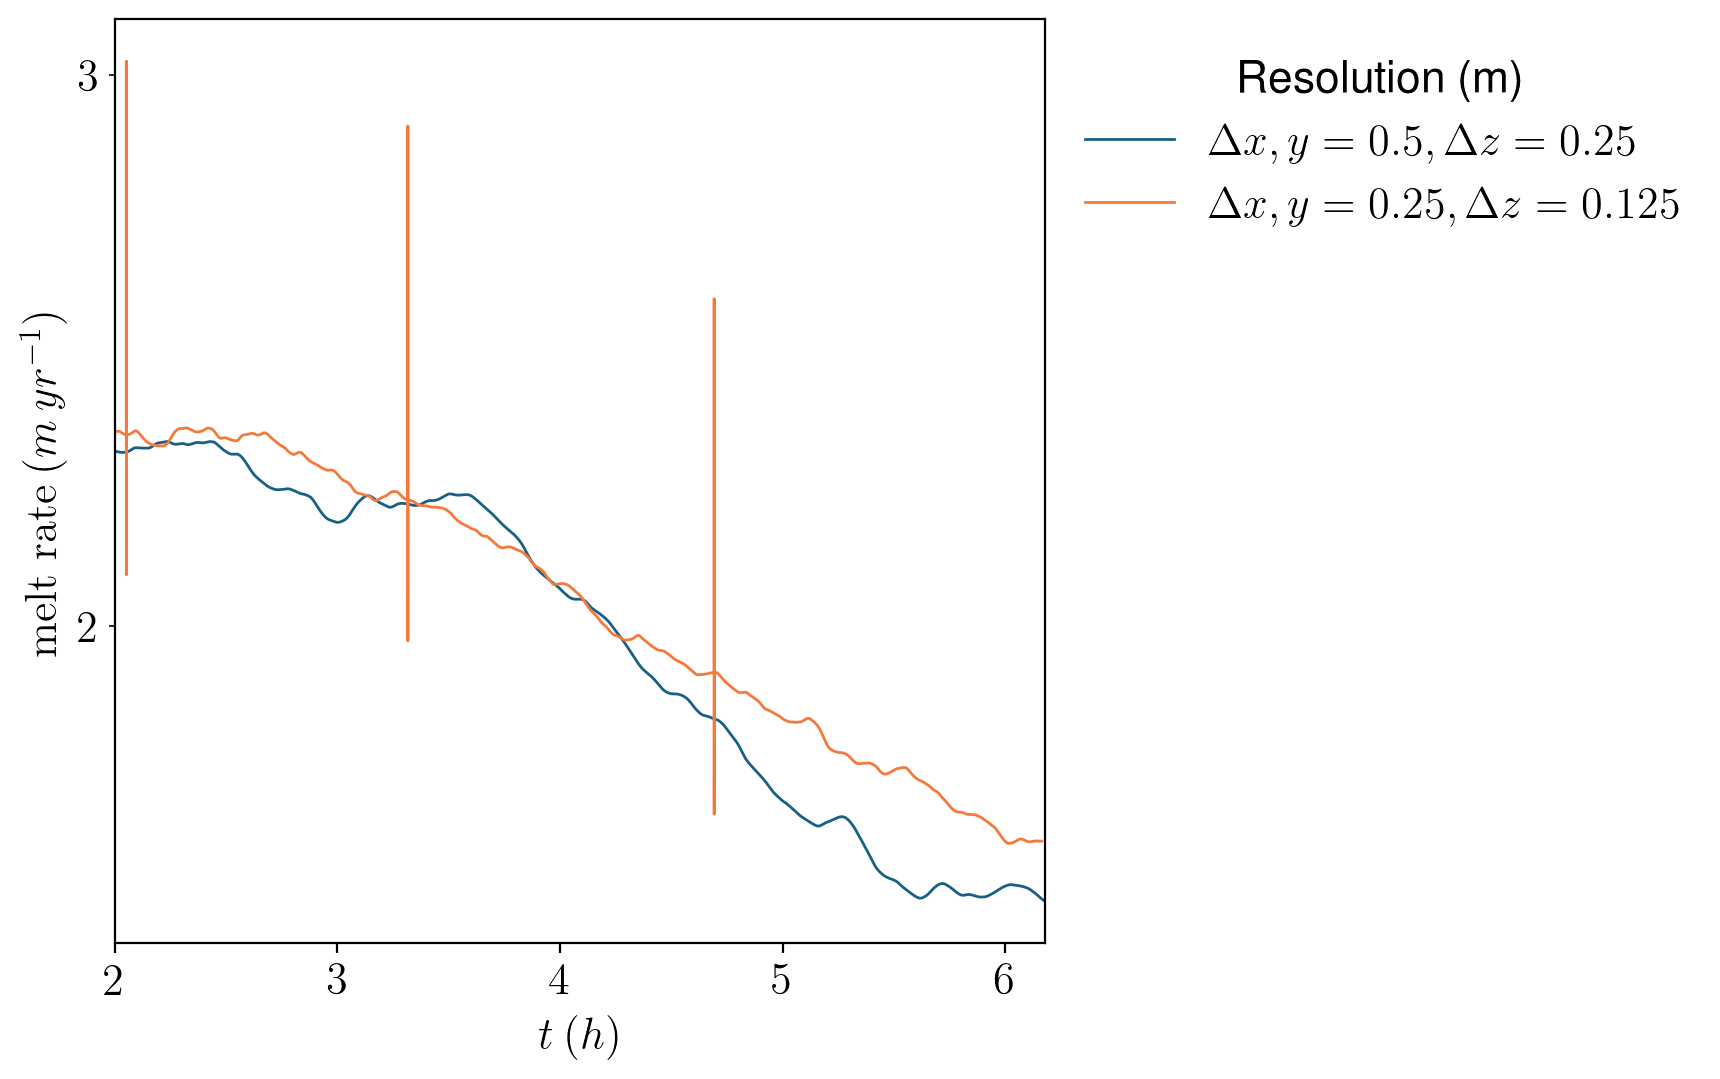 3
2
melt rate (m yr⁻¹)
2 3 4 5 6
t (h)
Resolution (m)
Δx, y = 0.5, Δz = 0.25
Δx, y = 0.25, Δz = 0.125